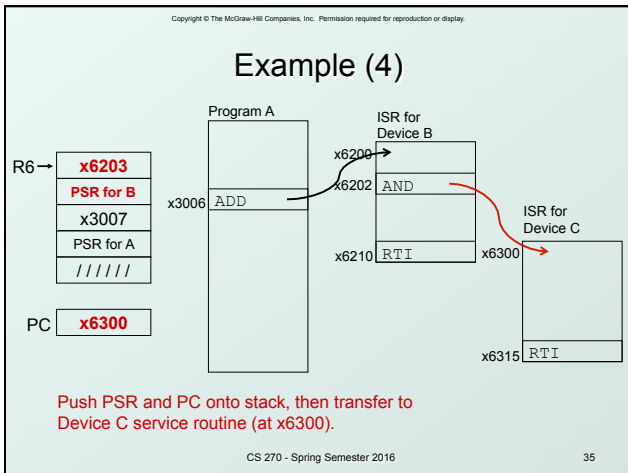 Copyright © The McGraw-Hill Companies, Inc. Permission required for reproduction or display.
Example (4)
Program A
ISR for
Device B
x6200
R6
x6203
PSR for B
x3007
PSR for A
//////
x3006
ADD
x6202
AND
ISR for
Device C
x6210
RTI
x6300
PC
x6300
x6315
RTI
Push PSR and PC onto stack, then transfer to
Device C service routine (at x6300).
CS 270 - Spring Semester 2016
35